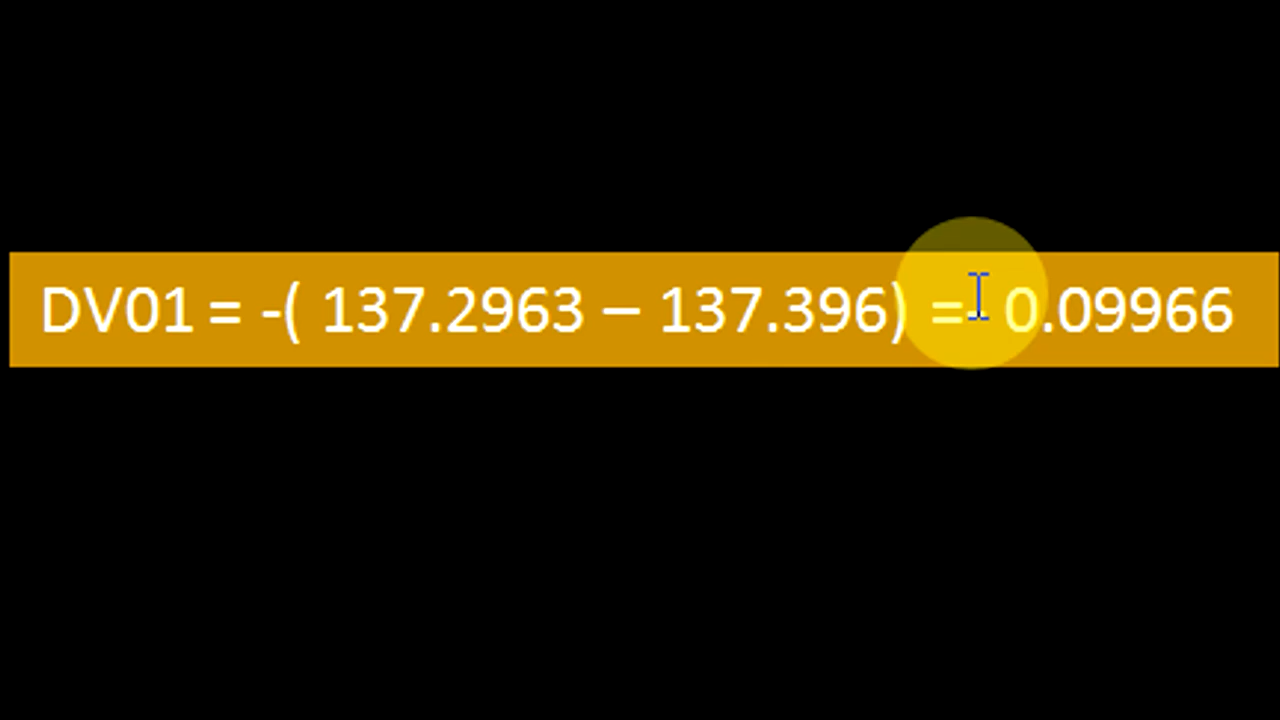 DV01 = -( 137.2963 – 137.396) =- 0.09966